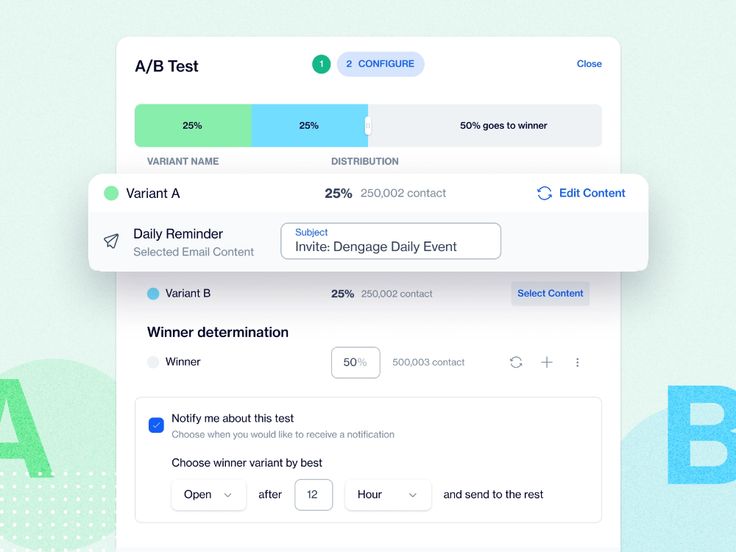 A/B Test
1
2 CONFIGURE
Close
25%
25%
50% goes to winner
VARIANT NAME
DISTRIBUTION
Variant A
25% 250,002 contact
Edit Content
Daily Reminder
Selected Email Content
Subject
Invite: Dengage Daily Event
Variant B
25% 250,002 contact
Select Content
Winner determination
Winner
50%
500,003 contact
A
B
Notify me about this test
Choose when you would like to receive a notification
Choose winner variant by best
Open after 12 Hour and send to the rest